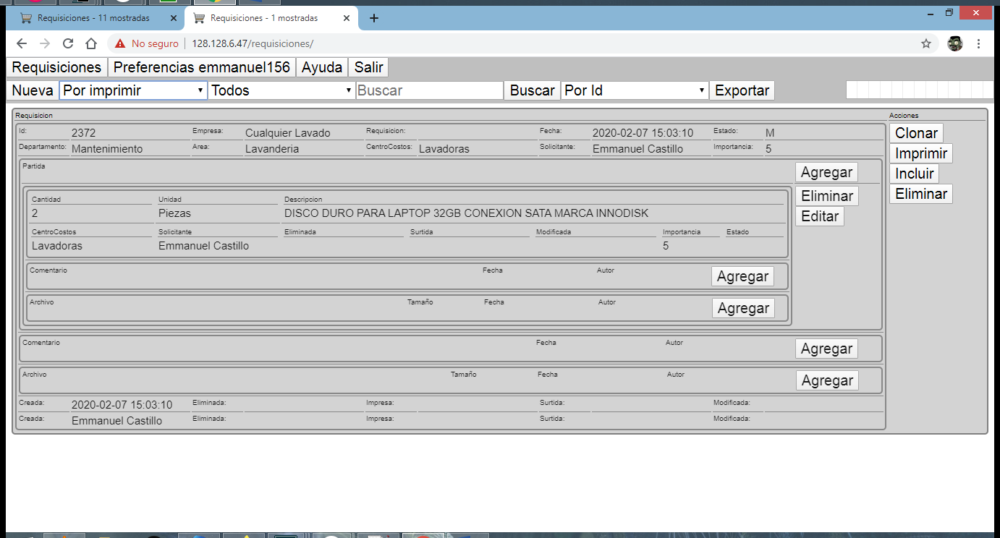 Requisiciones - 11 mostradas
Requisiciones - 1 mostradas
No seguro 128.128.6.47/requisiciones/
Requisiciones Preferencias emmanuel156 Ayuda Salir
Nueva Por imprimir Todos Buscar Buscar Por Id Exportar
Requisicion Acciones
Id: 2372 Empresa: Cualquier Lavado Requisicion: Fecha: 2020-02-07 15:03:10 Estado: M Clonar
Departamento: Mantenimiento Area: Lavanderia CentroCostos: Lavadoras Solicitante: Emmanuel Castillo Importancia: 5 Imprimir
Partida Agregar Incluir
Cantidad Unidad Descripcion Eliminar Eliminar
2 Piezas DISCO DURO PARA LAPTOP 32GB CONEXION SATA MARCA INNODISK Editar
CentroCostos Solicitante Eliminada Surtida Modificada Importancia Estado
Lavadoras Emmanuel Castillo 5
Comentario Fecha Autor Agregar
Archivo Tamaño Fecha Autor Agregar
Comentario Fecha Autor Agregar
Archivo Tamaño Fecha Autor Agregar
Creada: 2020-02-07 15:03:10 Eliminada: Impresa: Surtida: Modificada:
Creada: Emmanuel Castillo Eliminada: Impresa: Surtida: Modificada: